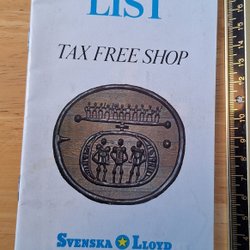 LIST
TAX FREE SHOP
SVENSKA LLOYD